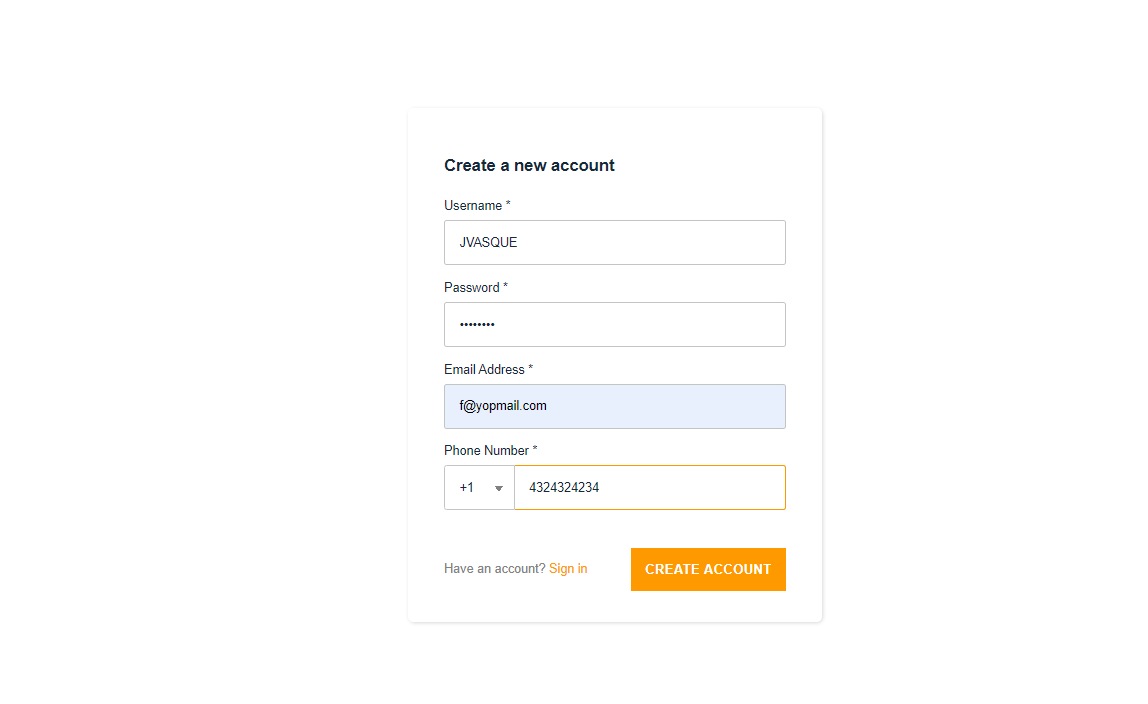 Create a new account
Username *
JVASQUE
Password *
••••••••
Email Address *
f@yopmail.com
Phone Number *
+1 4324324234
Have an account? Sign in CREATE ACCOUNT